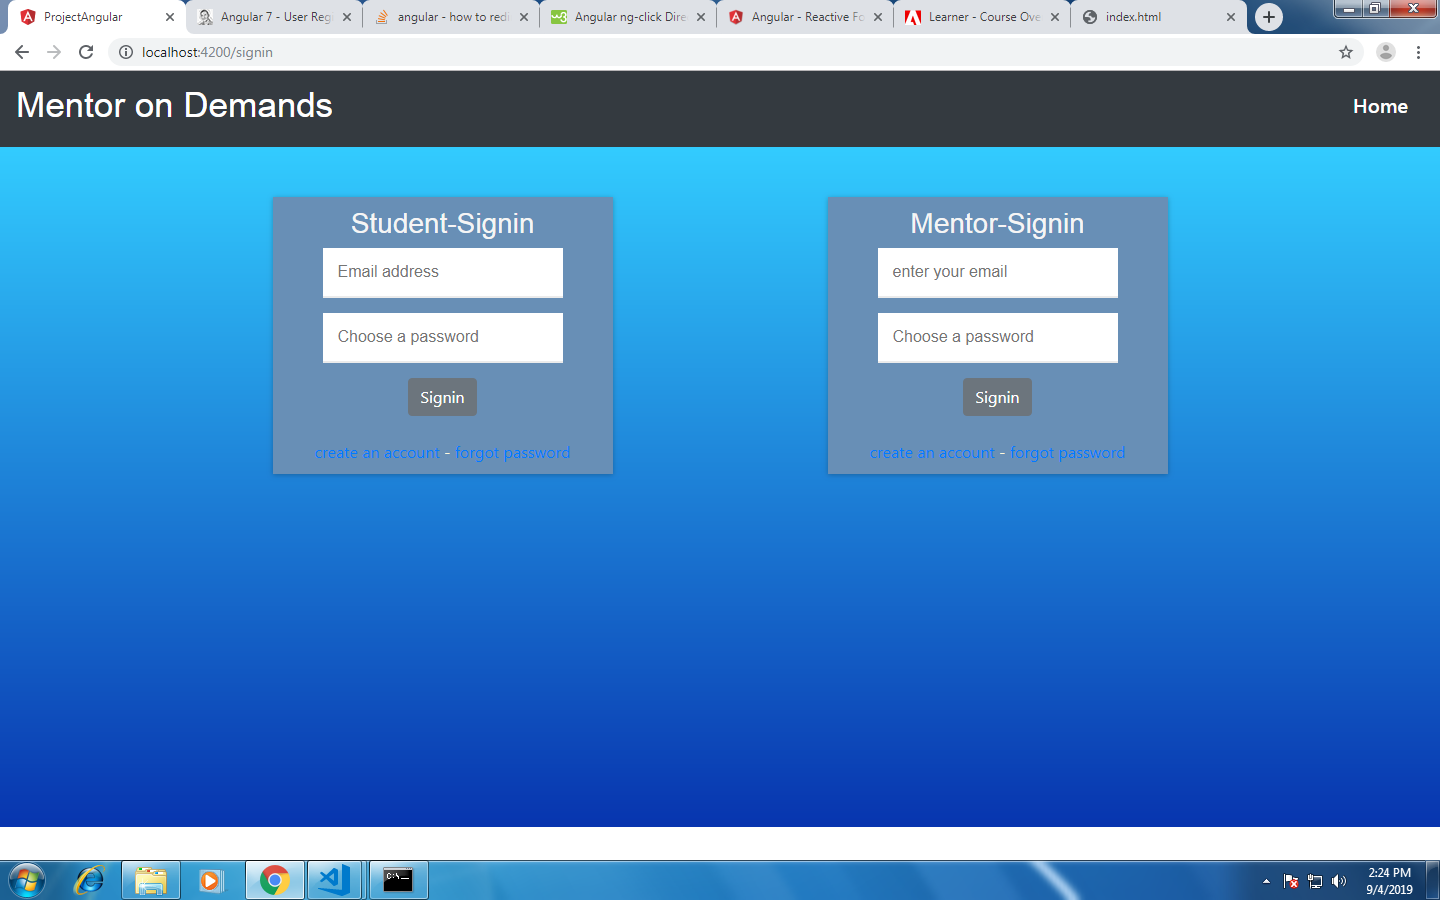 ProjectAngular
Angular 7 - User Regi
angular - how to redi
Angular ng-click Dire
Angular - Reactive Fo
Learner - Course Ove
index.html
localhost:4200/signin
Mentor on Demands
Home
Student-Signin
Email address
Choose a password
Signin
create an account - forgot password
Mentor-Signin
enter your email
Choose a password
Signin
create an account - forgot password
2:24 PM
9/4/2019